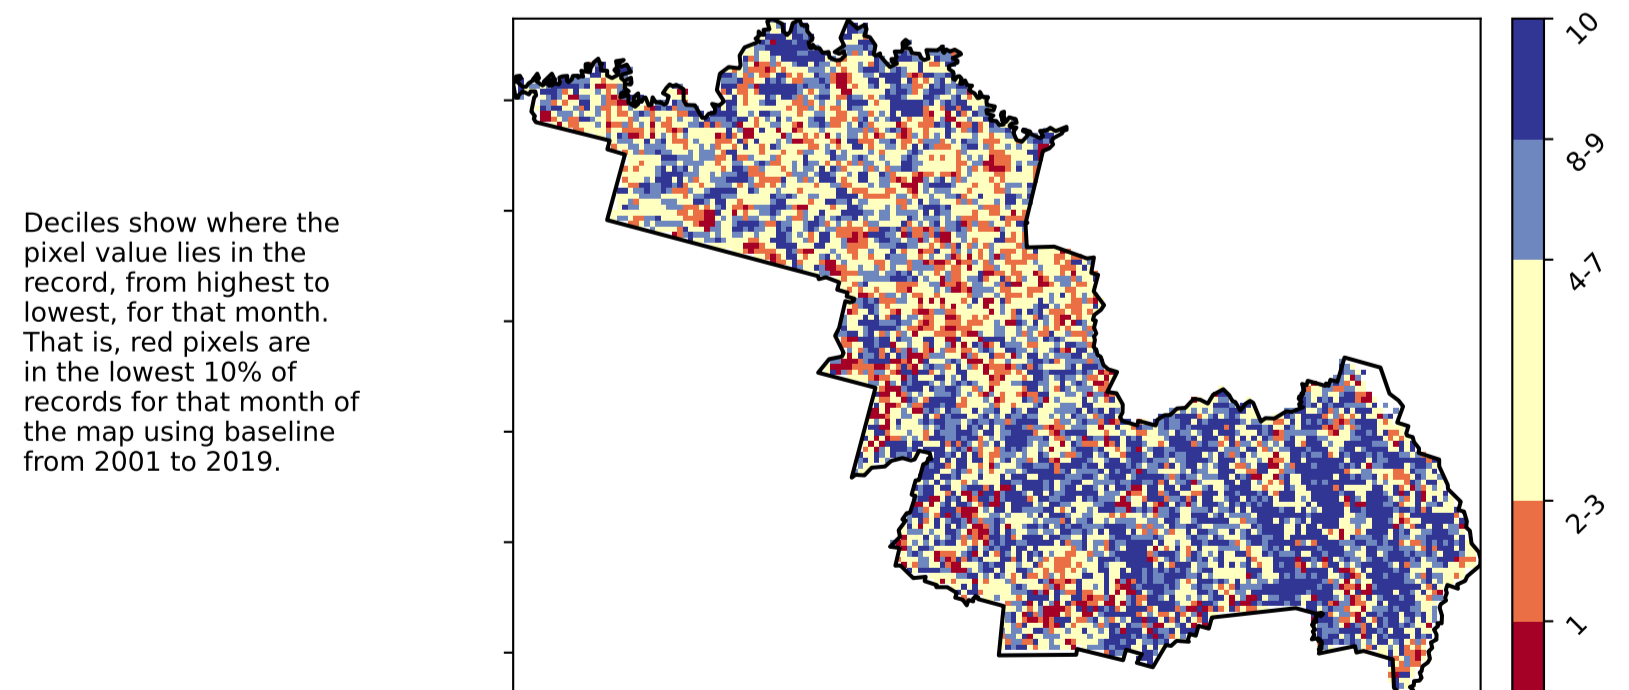 Deciles show where the
pixel value lies in the
record, from highest to
lowest, for that month.
That is, red pixels are
in the lowest 10% of
records for that month of
the map using baseline
from 2001 to 2019.
10
8-9
4-7
2-3
1